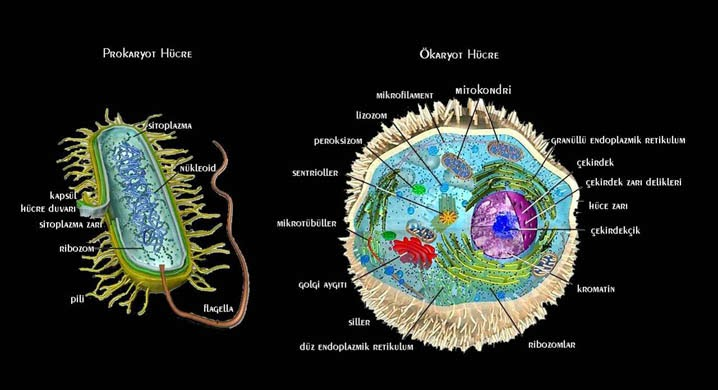 Prokaryot Hücre
Ökaryot Hücre
sitoplazma
nükleoid
kapsül
hücre duvarı
sitoplazma zarı
ribozom
pili
flagella
mikrofilament
mitokondri
lizozom
peroksizom
sentrioller
mikrotübüller
golgi aygıtı
siller
düz endoplazmik retikulum
granüllü endoplazmik retikulum
çekirdek
çekirdek zarı delikleri
hüce zarı
çekirdekçik
kromatin
ribozomlar